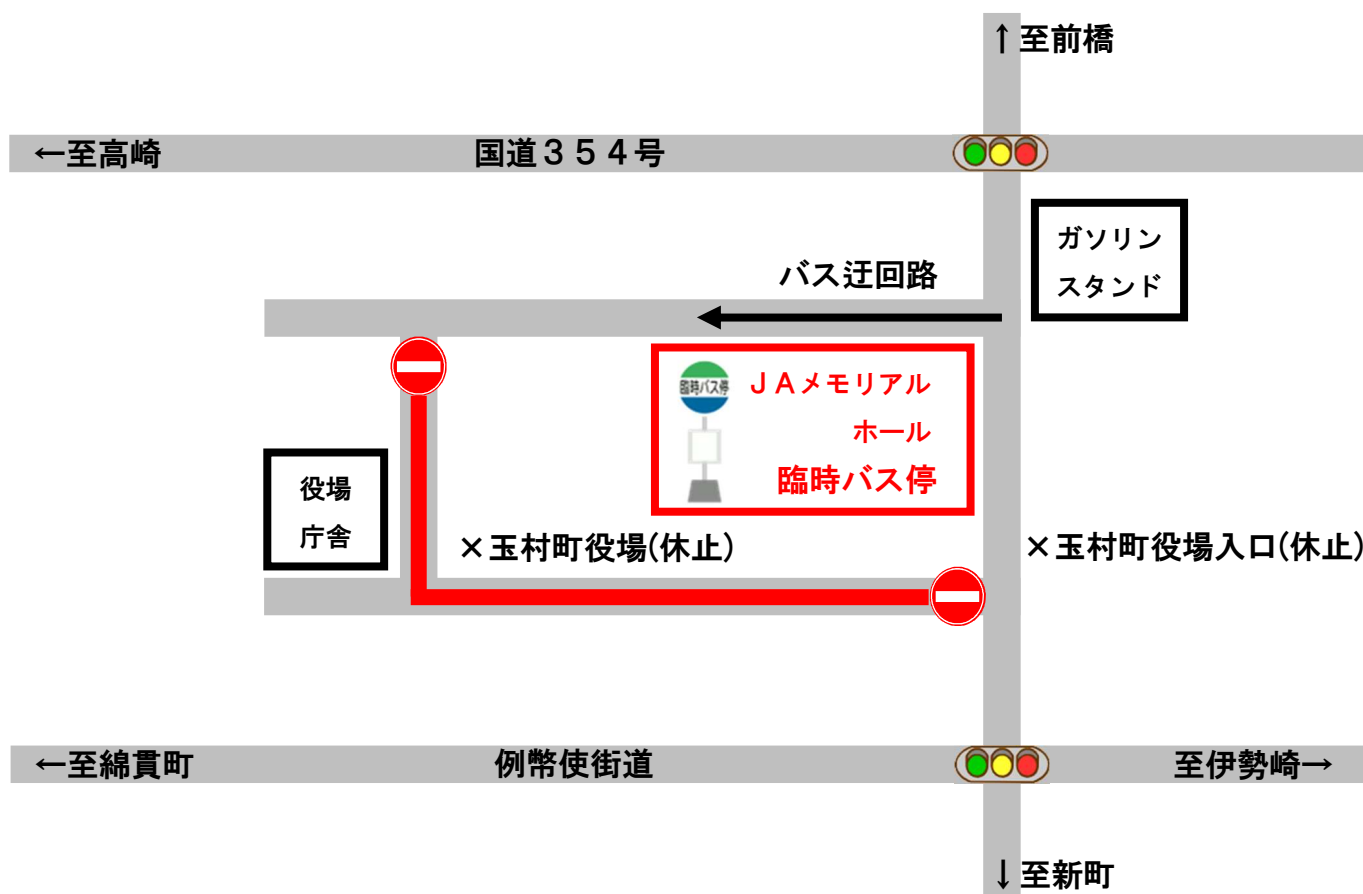 ↑至前橋
←至高崎
国道３５４号
ガソリン
スタンド
バス迂回路
臨時バス停
ＪＡメモリアル
ホール
臨時バス停
役場
庁舎
×玉村町役場(休止)
×玉村町役場入口(休止)
←至綿貫町
例幣使街道
至伊勢崎→
↓至新町